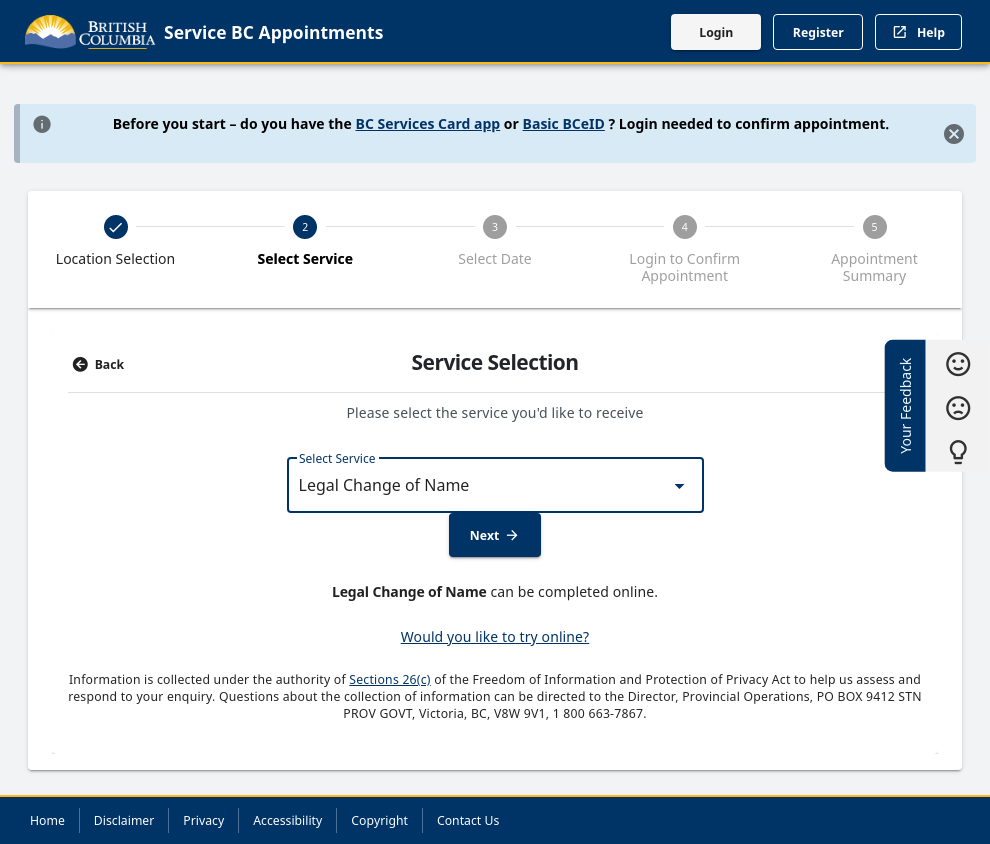 BRITISH
COLUMBIA
Service BC Appointments
Login
Register
Help
Before you start – do you have the BC Services Card app or Basic BCeID ? Login needed to confirm appointment.
Location Selection
2
Select Service
3
Select Date
4
Login to Confirm
Appointment
5
Appointment
Summary
Back
Service Selection
Your Feedback
Please select the service you'd like to receive
Select Service
Legal Change of Name
Next
Legal Change of Name can be completed online.
Would you like to try online?
Information is collected under the authority of Sections 26(c) of the Freedom of Information and Protection of Privacy Act to help us assess and
respond to your enquiry. Questions about the collection of information can be directed to the Director, Provincial Operations, PO BOX 9412 STN
PROV GOVT, Victoria, BC, V8W 9V1, 1 800 663-7867.
Home
Disclaimer
Privacy
Accessibility
Copyright
Contact Us